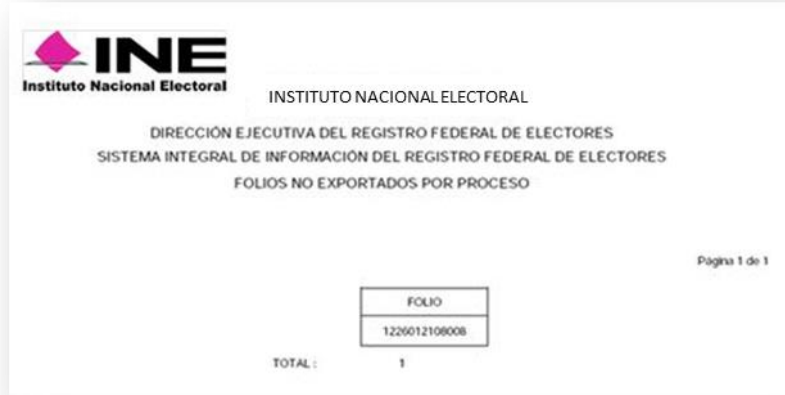 INE
Instituto Nacional Electoral
INSTITUTO NACIONAL ELECTORAL
DIRECCIÓN EJECUTIVA DEL REGISTRO FEDERAL DE ELECTORES
SISTEMA INTEGRAL DE INFORMACIÓN DEL REGISTRO FEDERAL DE ELECTORES
FOLIOS NO EXPORTADOS POR PROCESO
Página 1 de 1
FOLIO
1226012108008
TOTAL : 1